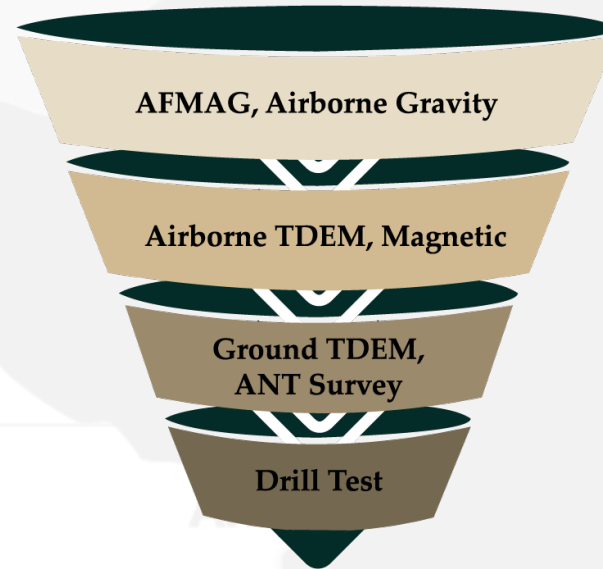 AFMAG, Airborne Gravity
Airborne TDEM, Magnetic
Ground TDEM,
ANT Survey
Drill Test